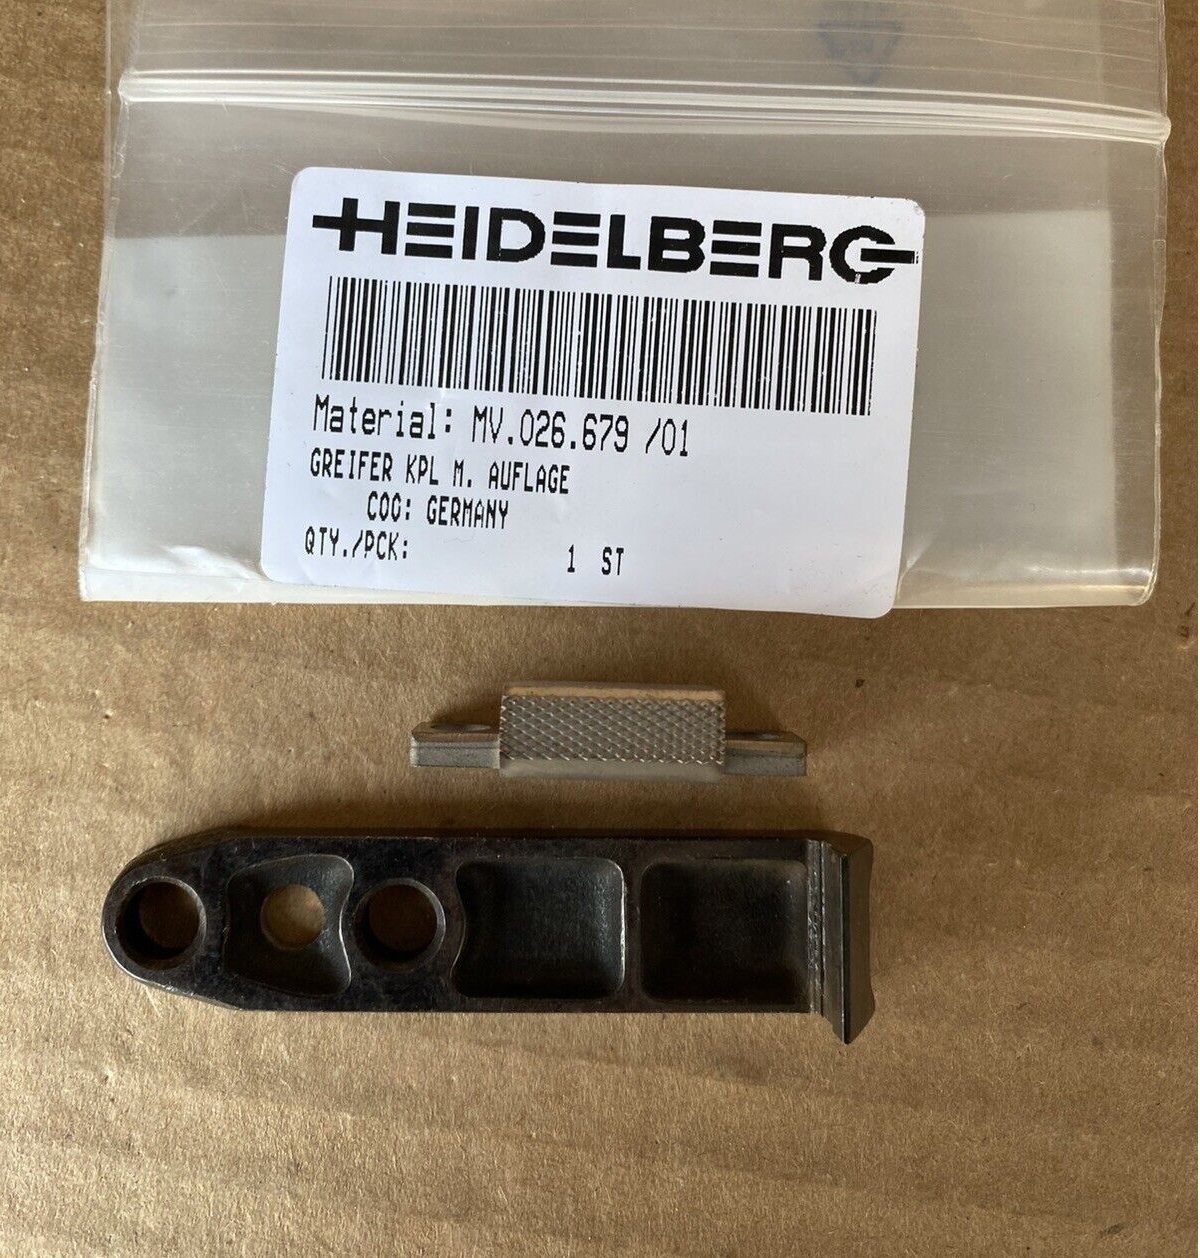 HEIDELBERG
Material: MV.026.679 /01
GREIFER KPL M. AUFLAGE
COO: GERMANY
QTY./PCK: 1 ST